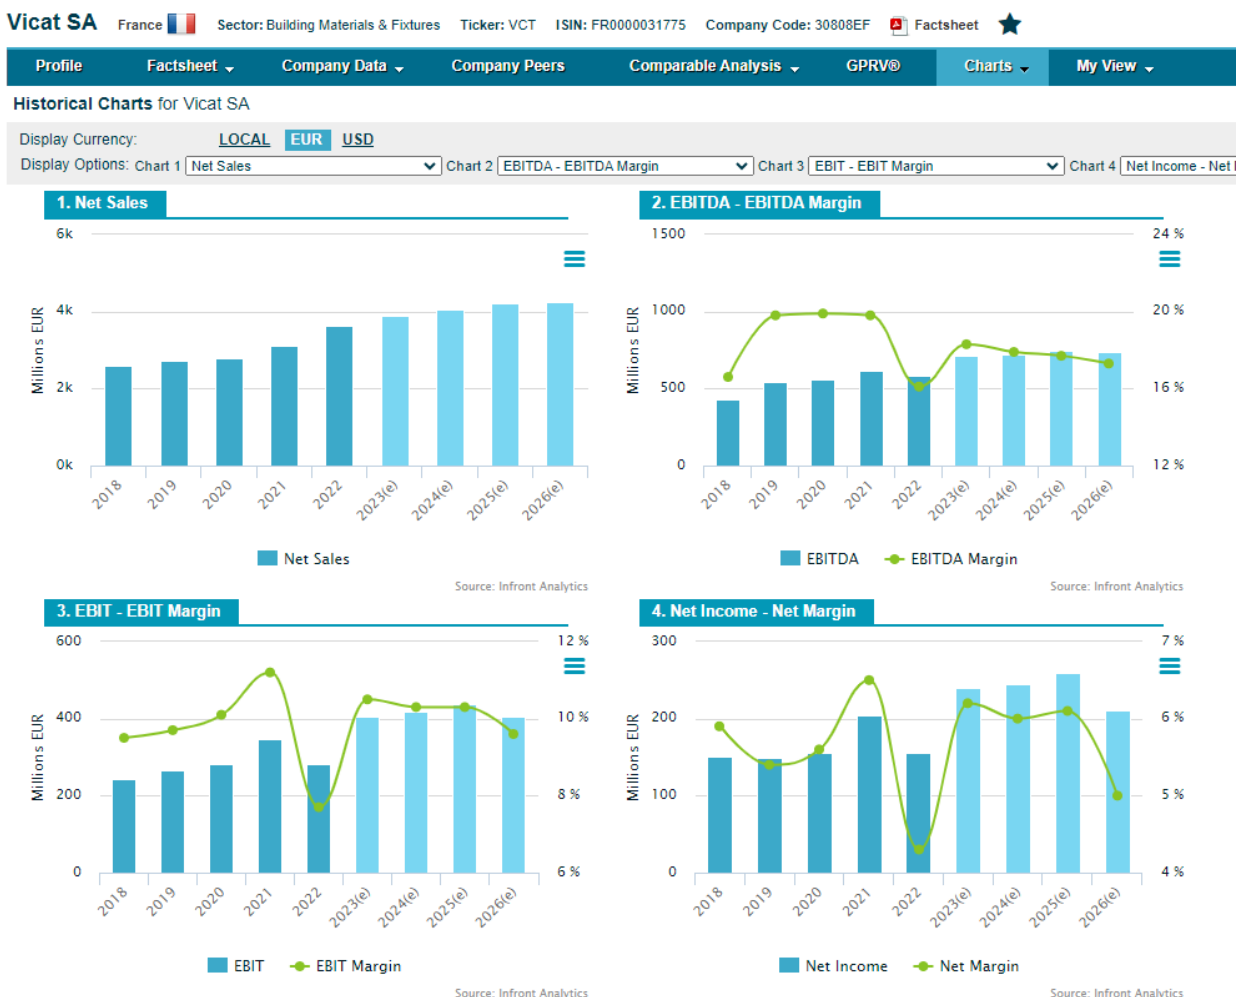 Vicat SA France Sector: Building Materials & Fixtures Ticker: VCT ISIN: FR0000031775 Company Code: 30808EF Factsheet
Profile Factsheet Company Data Company Peers Comparable Analysis GPRV® Charts My View
Historical Charts for Vicat SA
Display Currency: LOCAL EUR USD
Display Options: Chart 1 Net Sales Chart 2 EBITDA - EBITDA Margin Chart 3 EBIT - EBIT Margin Chart 4 Net Income - Net
1. Net Sales
6k
4k
2k
0k
Millions EUR
2018 2019 2020 2021 2022 2023(e) 2024(e) 2025(e) 2026(e)
Net Sales
Source: Infront Analytics
2. EBITDA - EBITDA Margin
1500 24 %
1000 20 %
500 16 %
0 12 %
Millions EUR
2018 2019 2020 2021 2022 2023(e) 2024(e) 2025(e) 2026(e)
EBITDA EBITDA Margin
Source: Infront Analytics
3. EBIT - EBIT Margin
600 12 %
400 10 %
200 8 %
0 6 %
Millions EUR
2018 2019 2020 2021 2022 2023(e) 2024(e) 2025(e) 2026(e)
EBIT EBIT Margin
Source: Infront Analytics
4. Net Income - Net Margin
300 7 %
200 6 %
100 5 %
0 4 %
Millions EUR
2018 2019 2020 2021 2022 2023(e) 2024(e) 2025(e) 2026(e)
Net Income Net Margin
Source: Infront Analytics